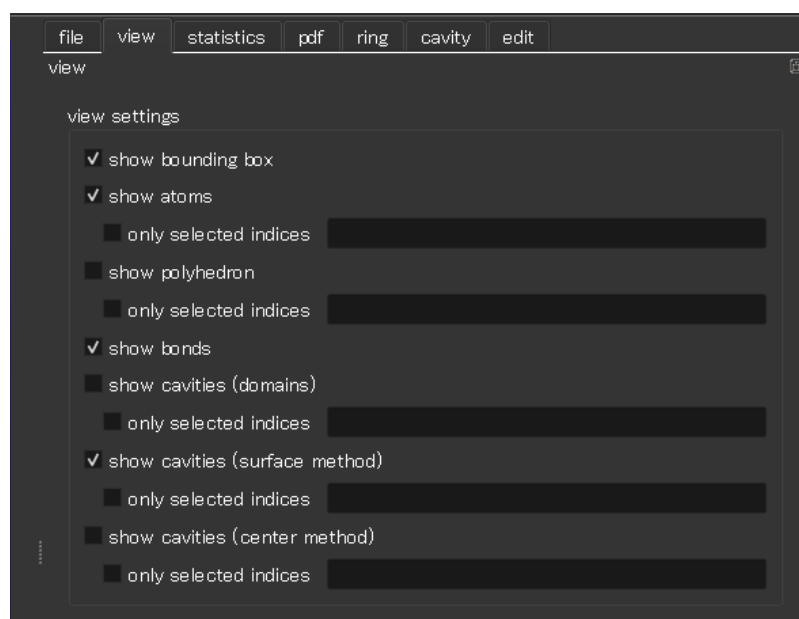 file view statistics pdf ring cavity edit
view
view settings
show bounding box
show atoms
only selected indices
show polyhedron
only selected indices
show bonds
show cavities (domains)
only selected indices
show cavities (surface method)
only selected indices
show cavities (center method)
only selected indices